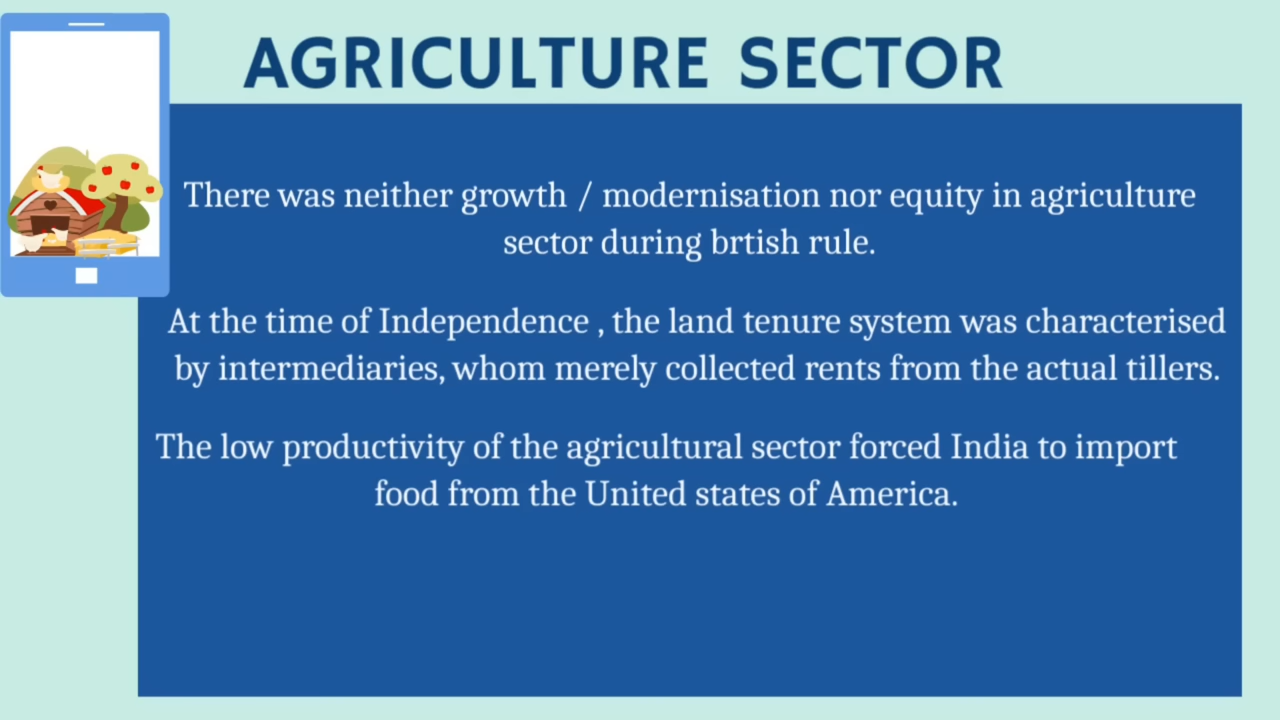 AGRICULTURE SECTOR
There was neither growth / modernisation nor equity in agriculture
sector during brtish rule.
At the time of Independence , the land tenure system was characterised
by intermediaries, whom merely collected rents from the actual tillers.
The low productivity of the agricultural sector forced India to import
food from the United states of America.